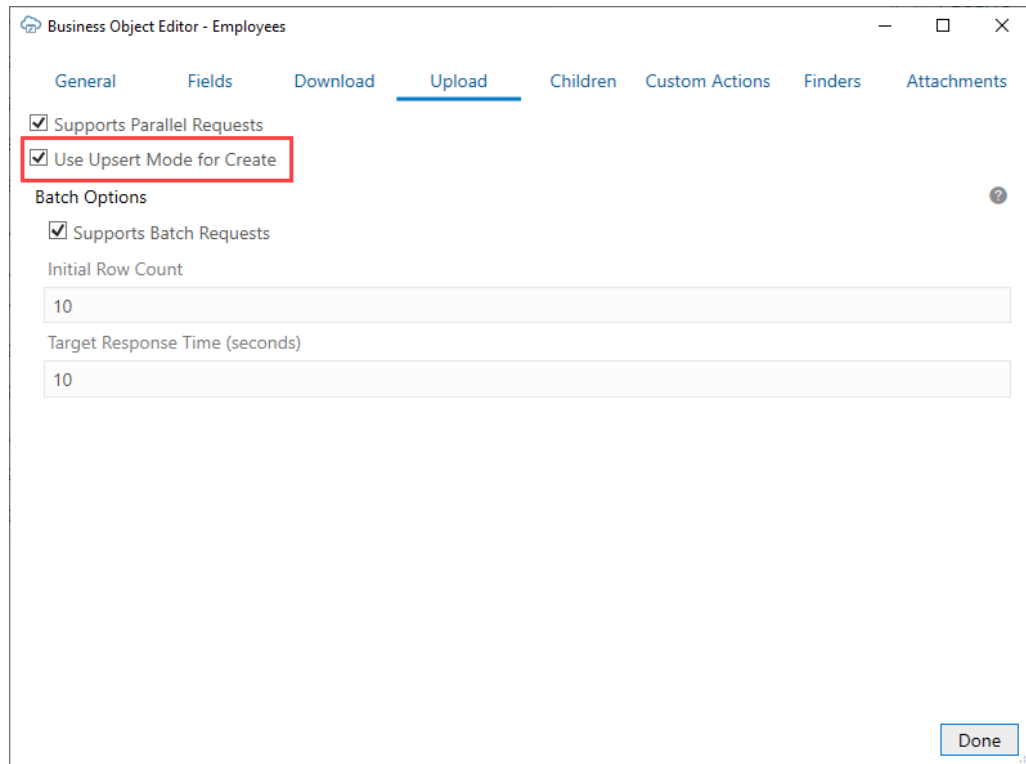 Business Object Editor - Employees
General Fields Download Upload Children Custom Actions Finders Attachments
Supports Parallel Requests
Use Upsert Mode for Create
Batch Options ?
Supports Batch Requests
Initial Row Count
10
Target Response Time (seconds)
10
Done